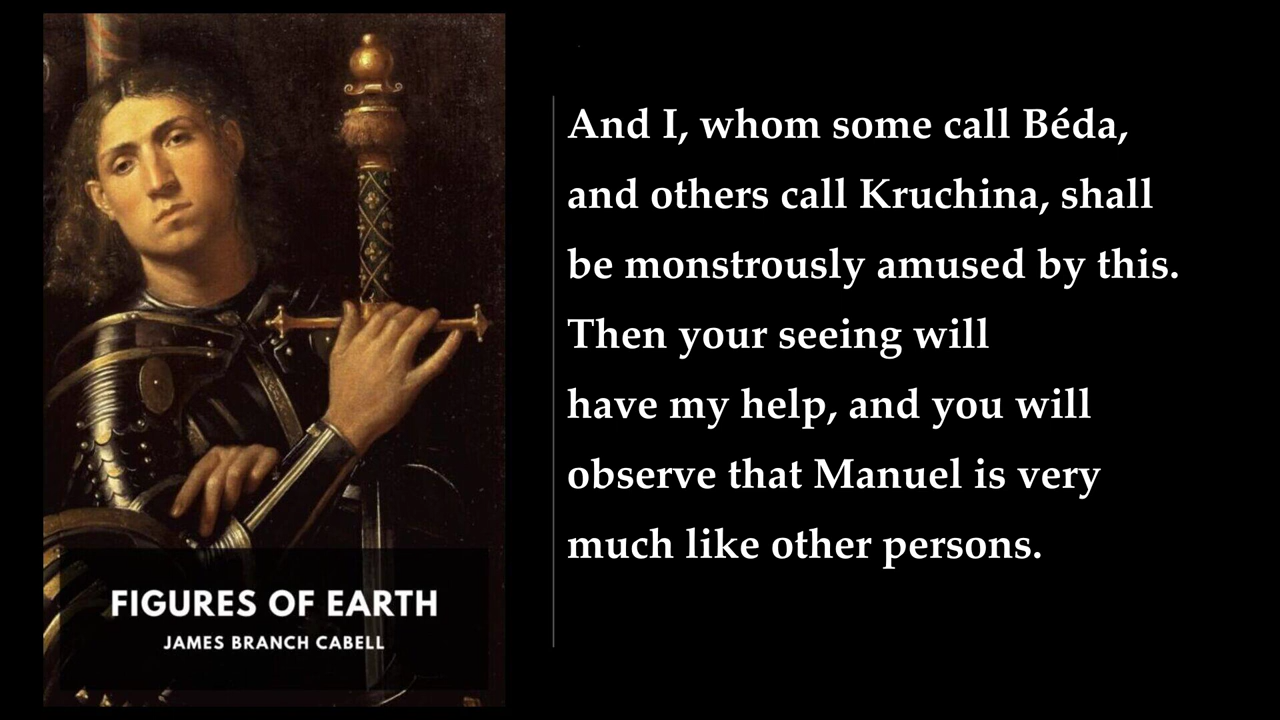 And I, whom some call Béda,
and others call Kruchina, shall
be monstrously amused by this.
Then your seeing will
have my help, and you will
observe that Manuel is very
much like other persons.
FIGURES OF EARTH
JAMES BRANCH CABELL